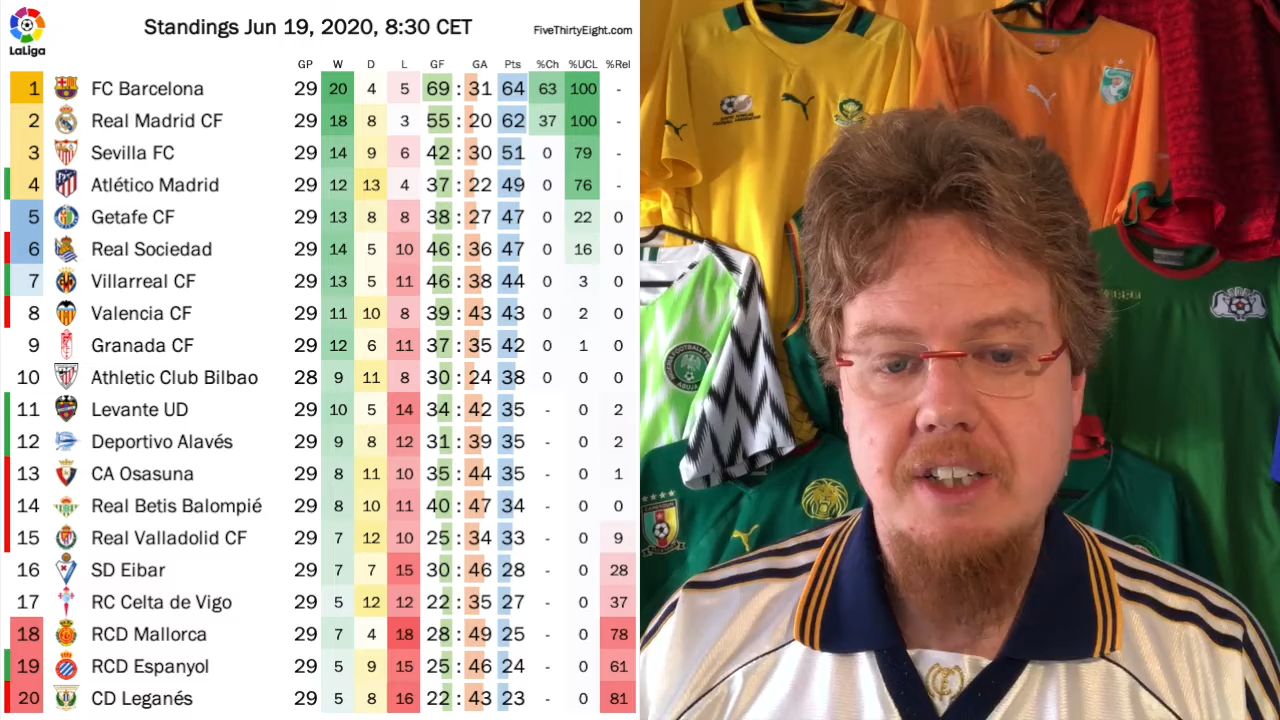 LaLiga
Standings Jun 19, 2020, 8:30 CET
FiveThirtyEight.com
GP W D L GF GA Pts %Ch %UCL %Rel
1 FC Barcelona 29 20 4 5 69 : 31 64 63 100 -
2 Real Madrid CF 29 18 8 3 55 : 20 62 37 100 -
3 Sevilla FC 29 14 9 6 42 : 30 51 0 79 -
4 Atlético Madrid 29 12 13 4 37 : 22 49 0 76 -
5 Getafe CF 29 13 8 8 38 : 27 47 0 22 0
6 Real Sociedad 29 14 5 10 46 : 36 47 0 16 0
7 Villarreal CF 29 13 5 11 46 : 38 44 0 3 0
8 Valencia CF 29 11 10 8 39 : 43 43 0 2 0
9 Granada CF 29 12 6 11 37 : 35 42 0 1 0
10 Athletic Club Bilbao 28 9 11 8 30 : 24 38 0 0 0
11 Levante UD 29 10 5 14 34 : 42 35 - 0 2
12 Deportivo Alavés 29 9 8 12 31 : 39 35 - 0 2
13 CA Osasuna 29 8 11 10 35 : 44 35 - 0 1
14 Real Betis Balompié 29 8 10 11 40 : 47 34 - 0 0
15 Real Valladolid CF 29 7 12 10 25 : 34 33 - 0 9
16 SD Eibar 29 7 7 15 30 : 46 28 - 0 28
17 RC Celta de Vigo 29 5 12 12 22 : 35 27 - 0 37
18 RCD Mallorca 29 7 4 18 28 : 49 25 - 0 78
19 RCD Espanyol 29 5 9 15 25 : 46 24 - 0 61
20 CD Leganés 29 5 8 16 22 : 43 23 - 0 81